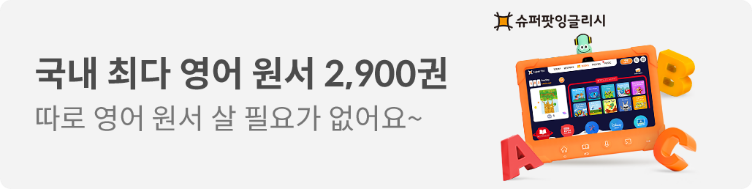 슈퍼팟잉글리시
국내 최다 영어 원서 2,900권
따로 영어 원서 살 필요가 없어요~
B
A
C